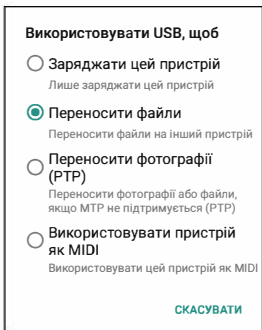 Використовувати USB, щоб
Заряджати цей пристрій
Лише заряджати цей пристрій
Переносити файли
Переносити файли на інший пристрій
Переносити фотографії
(PTP)
Переносити фотографії або файли,
якщо MTP не підтримується (PTP)
Використовувати пристрій
як MIDI
Використовувати цей пристрій як MIDI
СКАСУВАТИ